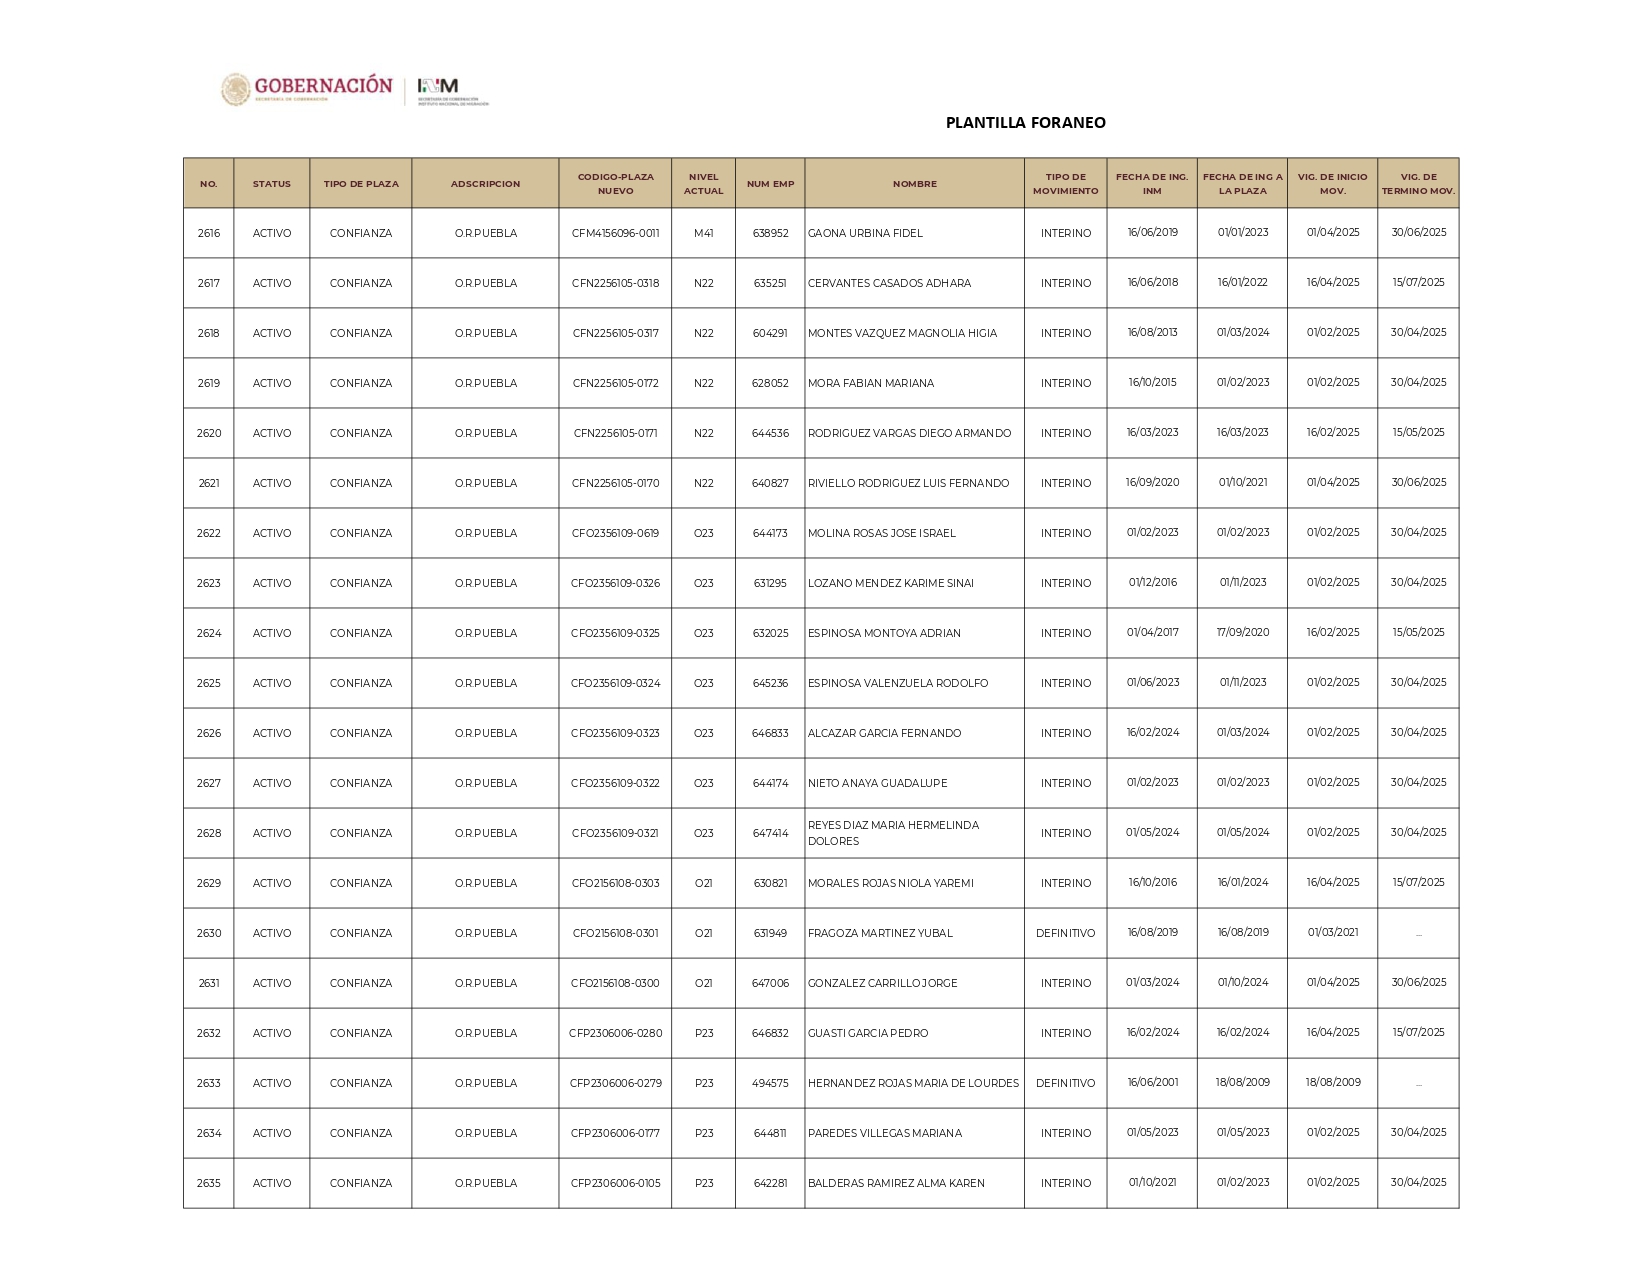 GOBERNACIÓN
SECRETARÍA DE GOBERNACIÓN
INM
SECRETARÍA DE GOBERNACIÓN
INSTITUTO NACIONAL DE MIGRACIÓN
PLANTILLA FORANEO
NO. STATUS TIPO DE PLAZA ADSCRIPCION CODIGO-PLAZA NUEVO NIVEL ACTUAL NUM EMP NOMBRE TIPO DE MOVIMIENTO FECHA DE ING. INM FECHA DE ING A LA PLAZA VIG. DE INICIO MOV. VIG. DE TERMINO MOV.
2616 ACTIVO CONFIANZA O.R.PUEBLA CFM4156096-0011 M41 638952 GAONA URBINA FIDEL INTERINO 16/06/2019 01/01/2023 01/04/2025 30/06/2025
2617 ACTIVO CONFIANZA O.R.PUEBLA CFN2256105-0318 N22 635251 CERVANTES CASADOS ADHARA INTERINO 16/06/2018 16/01/2022 16/04/2025 15/07/2025
2618 ACTIVO CONFIANZA O.R.PUEBLA CFN2256105-0317 N22 604291 MONTES VAZQUEZ MAGNOLIA HIGIA INTERINO 16/08/2013 01/03/2024 01/02/2025 30/04/2025
2619 ACTIVO CONFIANZA O.R.PUEBLA CFN2256105-0172 N22 628052 MORA FABIAN MARIANA INTERINO 16/10/2015 01/02/2023 01/02/2025 30/04/2025
2620 ACTIVO CONFIANZA O.R.PUEBLA CFN2256105-0171 N22 644536 RODRIGUEZ VARGAS DIEGO ARMANDO INTERINO 16/03/2023 16/03/2023 16/02/2025 15/05/2025
2621 ACTIVO CONFIANZA O.R.PUEBLA CFN2256105-0170 N22 640827 RIVIELLO RODRIGUEZ LUIS FERNANDO INTERINO 16/09/2020 01/10/2021 01/04/2025 30/06/2025
2622 ACTIVO CONFIANZA O.R.PUEBLA CFO2356109-0619 O23 644173 MOLINA ROSAS JOSE ISRAEL INTERINO 01/02/2023 01/02/2023 01/02/2025 30/04/2025
2623 ACTIVO CONFIANZA O.R.PUEBLA CFO2356109-0326 O23 631295 LOZANO MENDEZ KARIME SINAI INTERINO 01/12/2016 01/11/2023 01/02/2025 30/04/2025
2624 ACTIVO CONFIANZA O.R.PUEBLA CFO2356109-0325 O23 632025 ESPINOSA MONTOYA ADRIAN INTERINO 01/04/2017 17/09/2020 16/02/2025 15/05/2025
2625 ACTIVO CONFIANZA O.R.PUEBLA CFO2356109-0324 O23 645236 ESPINOSA VALENZUELA RODOLFO INTERINO 01/06/2023 01/11/2023 01/02/2025 30/04/2025
2626 ACTIVO CONFIANZA O.R.PUEBLA CFO2356109-0323 O23 646833 ALCAZAR GARCIA FERNANDO INTERINO 16/02/2024 01/03/2024 01/02/2025 30/04/2025
2627 ACTIVO CONFIANZA O.R.PUEBLA CFO2356109-0322 O23 644174 NIETO ANAYA GUADALUPE INTERINO 01/02/2023 01/02/2023 01/02/2025 30/04/2025
2628 ACTIVO CONFIANZA O.R.PUEBLA CFO2356109-0321 O23 647414 REYES DIAZ MARIA HERMELINDA DOLORES INTERINO 01/05/2024 01/05/2024 01/02/2025 30/04/2025
2629 ACTIVO CONFIANZA O.R.PUEBLA CFO2156108-0303 O21 630821 MORALES ROJAS NIOLA YAREMI INTERINO 16/10/2016 16/01/2024 16/04/2025 15/07/2025
2630 ACTIVO CONFIANZA O.R.PUEBLA CFO2156108-0301 O21 631949 FRAGOZA MARTINEZ YUBAL DEFINITIVO 16/08/2019 16/08/2019 01/03/2021 ...
2631 ACTIVO CONFIANZA O.R.PUEBLA CFO2156108-0300 O21 647006 GONZALEZ CARRILLO JORGE INTERINO 01/03/2024 01/10/2024 01/04/2025 30/06/2025
2632 ACTIVO CONFIANZA O.R.PUEBLA CFP2306006-0280 P23 646832 GUASTI GARCIA PEDRO INTERINO 16/02/2024 16/02/2024 16/04/2025 15/07/2025
2633 ACTIVO CONFIANZA O.R.PUEBLA CFP2306006-0279 P23 494575 HERNANDEZ ROJAS MARIA DE LOURDES DEFINITIVO 16/06/2001 18/08/2009 18/08/2009 ...
2634 ACTIVO CONFIANZA O.R.PUEBLA CFP2306006-0177 P23 644811 PAREDES VILLEGAS MARIANA INTERINO 01/05/2023 01/05/2023 01/02/2025 30/04/2025
2635 ACTIVO CONFIANZA O.R.PUEBLA CFP2306006-0105 P23 642281 BALDERAS RAMIREZ ALMA KAREN INTERINO 01/10/2021 01/02/2023 01/02/2025 30/04/2025